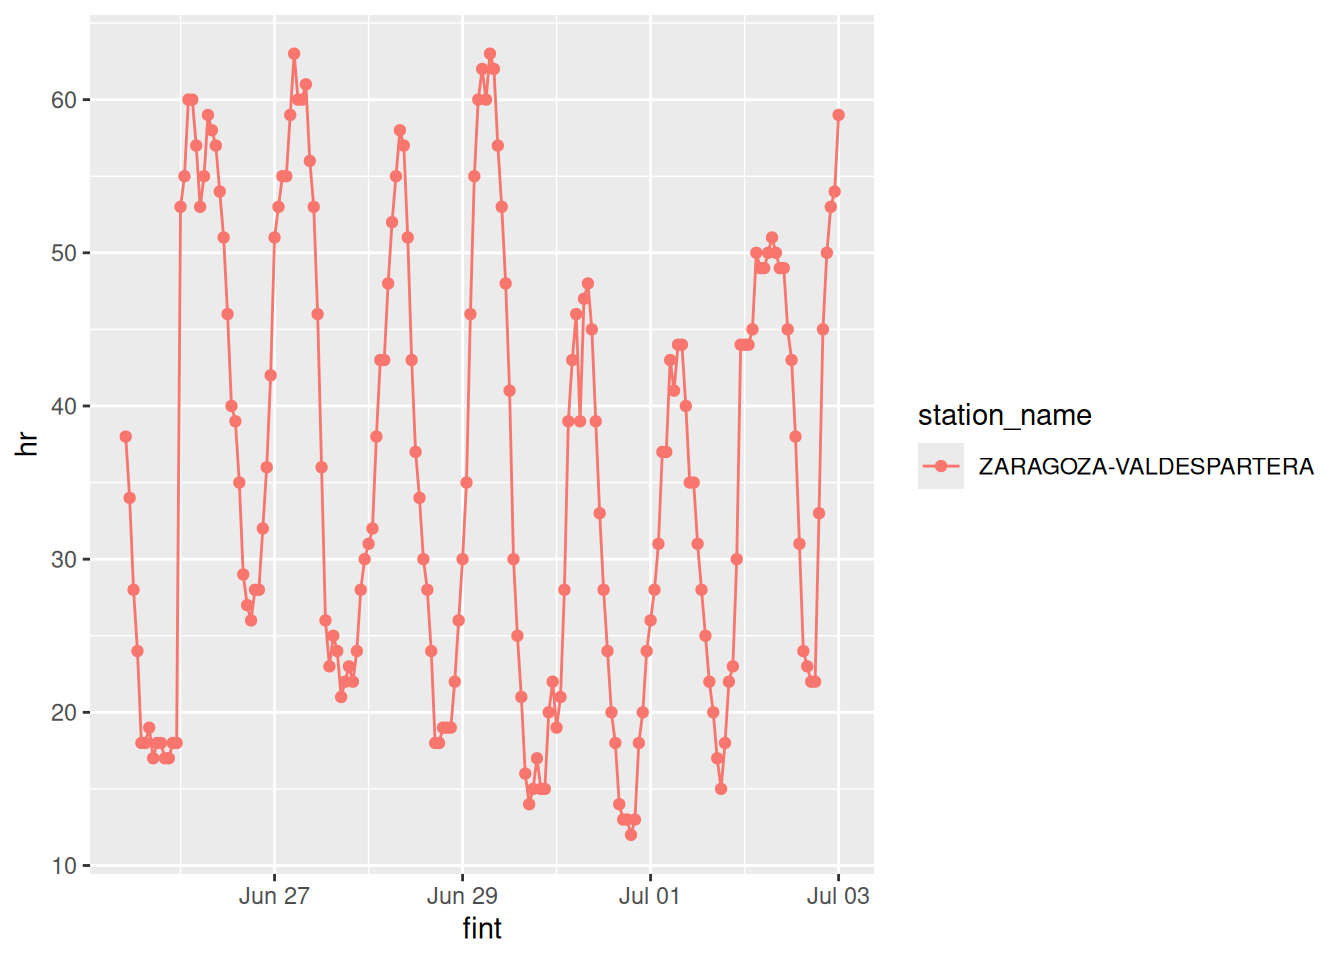 60
50
40
30
20
10
hr
Jun 27
Jun 29
Jul 01
Jul 03
fint
station_name
ZARAGOZA-VALDESPARTERA